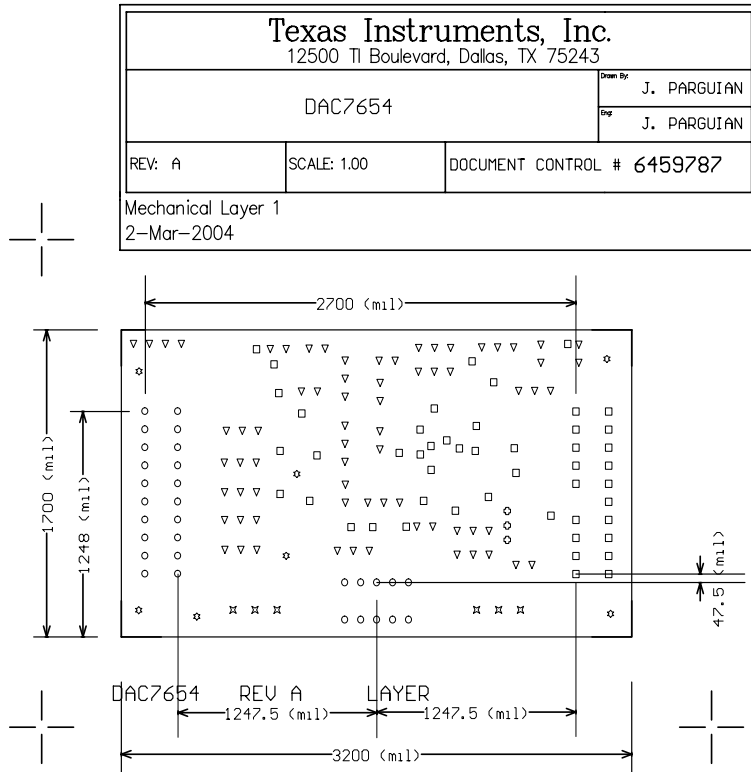 Texas Instruments, Inc.
12500 TI Boulevard, Dallas, TX 75243
DAC7654
Drawn By:
J. PARGUIAN
Eng:
J. PARGUIAN
REV: A
SCALE: 1.00
DOCUMENT CONTROL # 6459787
Mechanical Layer 1
2-Mar-2004
2700 (mil)
1700 (mil)
1248 (mil)
47.5 (mil)
DAC7654 REV A LAYER
1247.5 (mil)
1247.5 (mil)
3200 (mil)